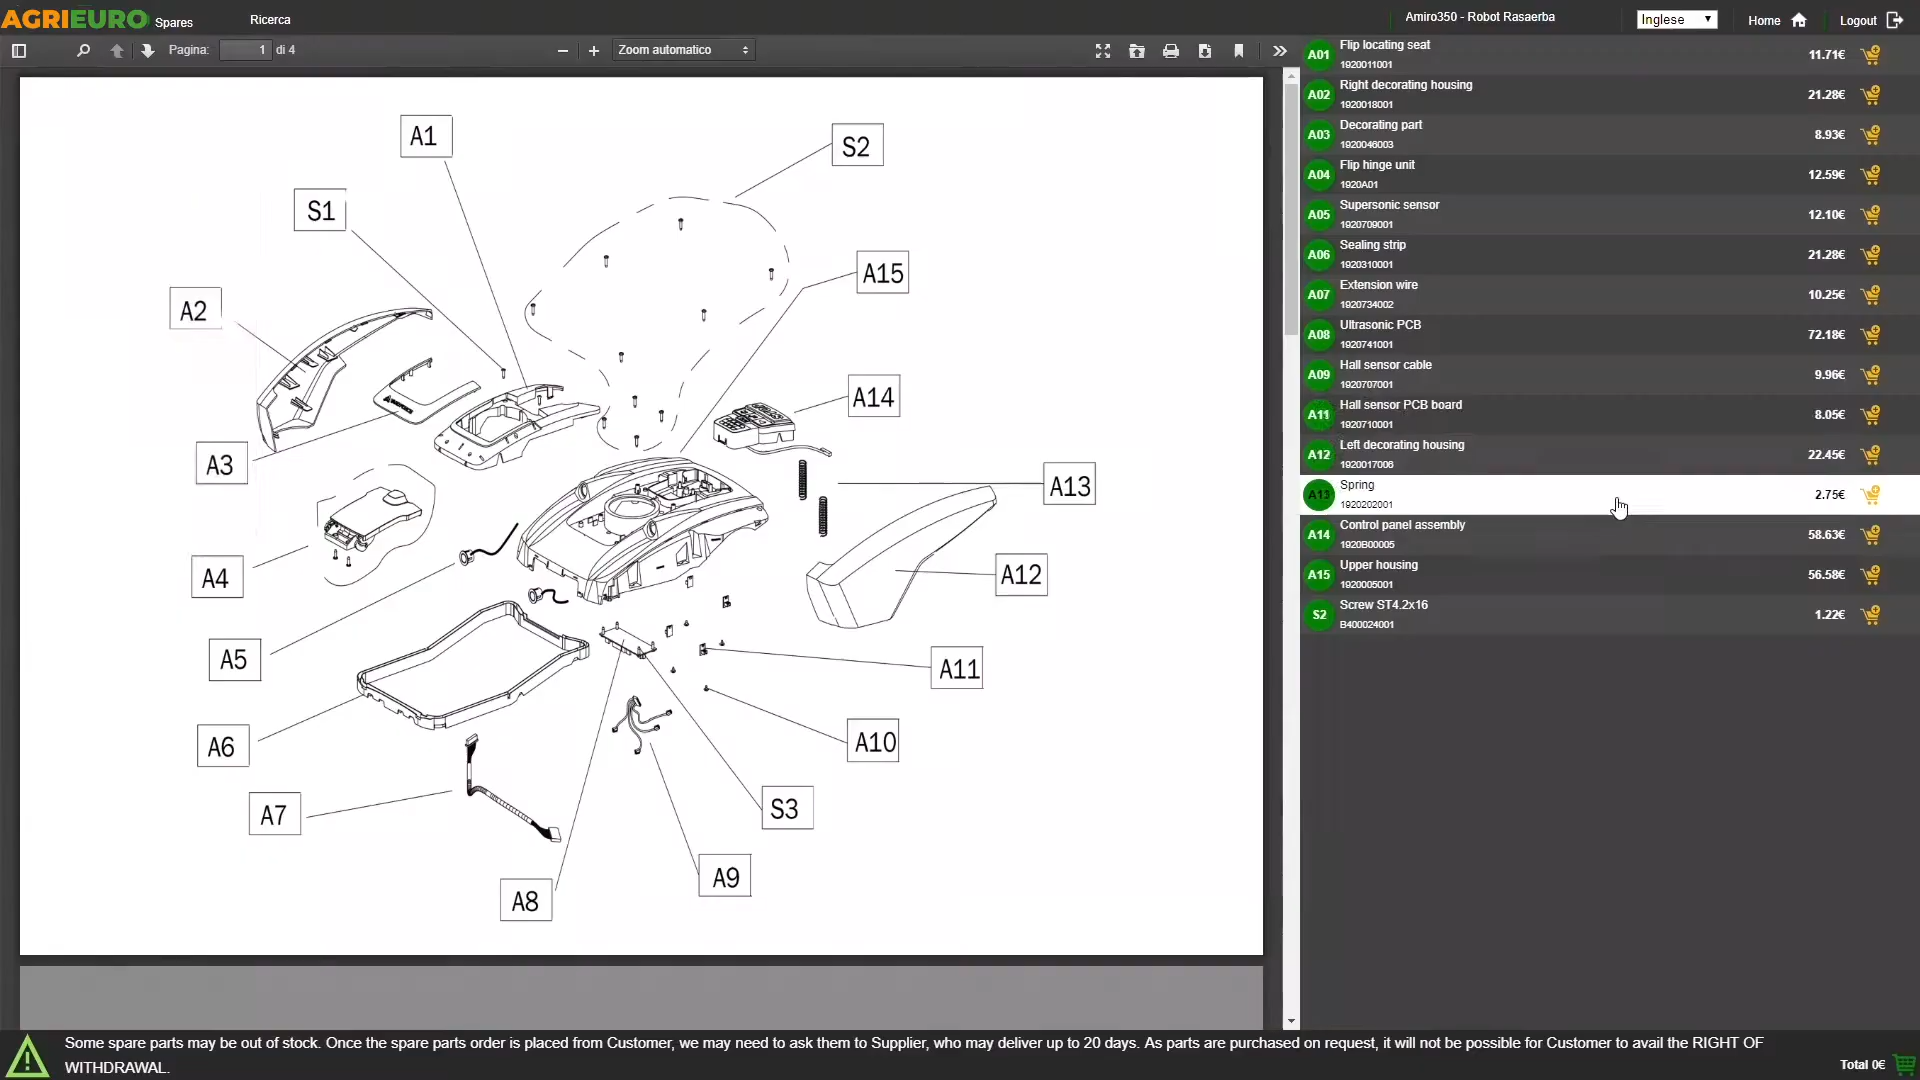 AGRIEURO Spares
Ricerca
Amiro350 - Robot Rasaerba
Inglese
Home
Logout
Pagina: 1 di 4
Zoom automatico
A1
S2
S1
A15
A2
A14
A3
A13
A4
A12
A5
A11
A6
A10
A7
S3
A9
A8
A01 Flip locating seat 11.71€
1920011001
A02 Right decorating housing 21.28€
1920018001
A03 Decorating part 8.93€
1920046003
A04 Flip hinge unit 12.59€
1920A01
A05 Supersonic sensor 12.10€
1920709001
A06 Sealing strip 21.28€
1920310001
A07 Extension wire 10.25€
1920734002
A08 Ultrasonic PCB 72.18€
1920741001
A09 Hall sensor cable 9.96€
1920707001
A11 Hall sensor PCB board 8.05€
1920710001
A12 Left decorating housing 22.45€
1920017006
A13 Spring 2.75€
1920202001
A14 Control panel assembly 58.63€
1920B00005
A15 Upper housing 56.58€
1920005001
S2 Screw ST4.2x16 1.22€
B400024001
Some spare parts may be out of stock. Once the spare parts order is placed from Customer, we may need to ask them to Supplier, who may deliver up to 20 days. As parts are purchased on request, it will not be possible for Customer to avail the RIGHT OF
WITHDRAWAL.
Total 0€